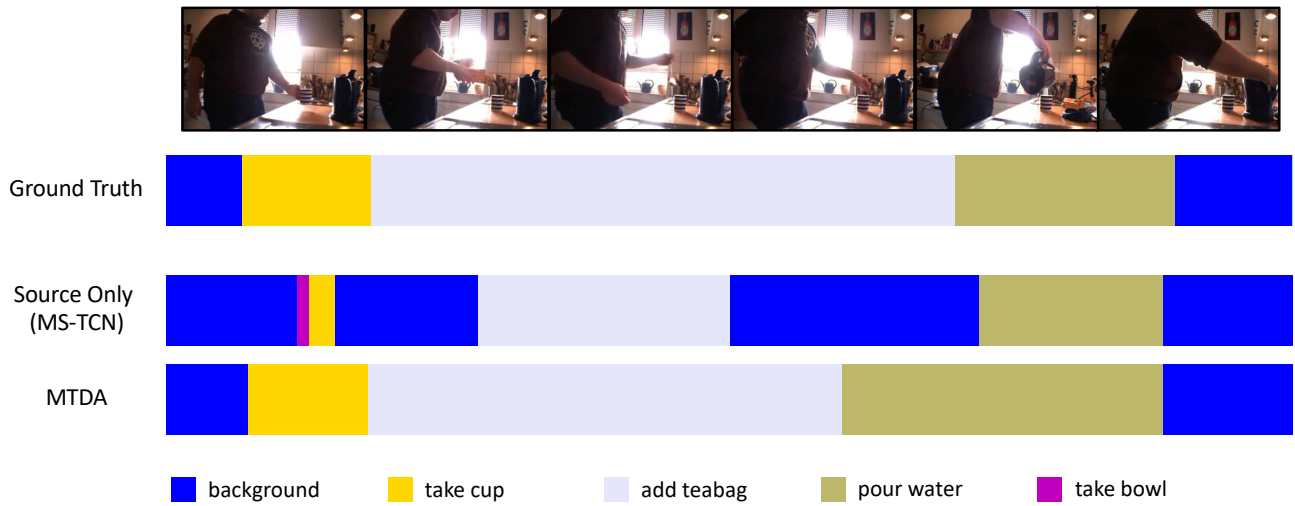 Ground Truth
Source Only
(MS-TCN)
MTDA
background
take cup
add teabag
pour water
take bowl